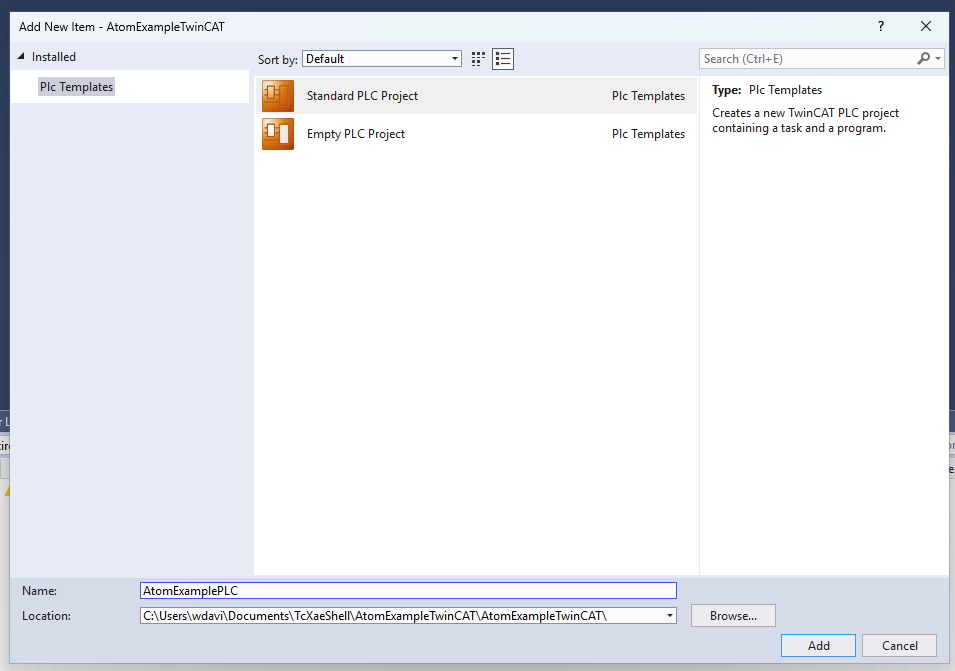 Add New Item - AtomExampleTwinCAT
?
Installed
Plc Templates
Sort by: Default
Search (Ctrl+E)
Standard PLC Project Plc Templates
Empty PLC Project Plc Templates
Type: Plc Templates
Creates a new TwinCAT PLC project
containing a task and a program.
Name: AtomExamplePLC
Location: C:\Users\wdavi\Documents\TcXaeShell\AtomExampleTwinCAT\AtomExampleTwinCAT\
Browse...
Add Cancel